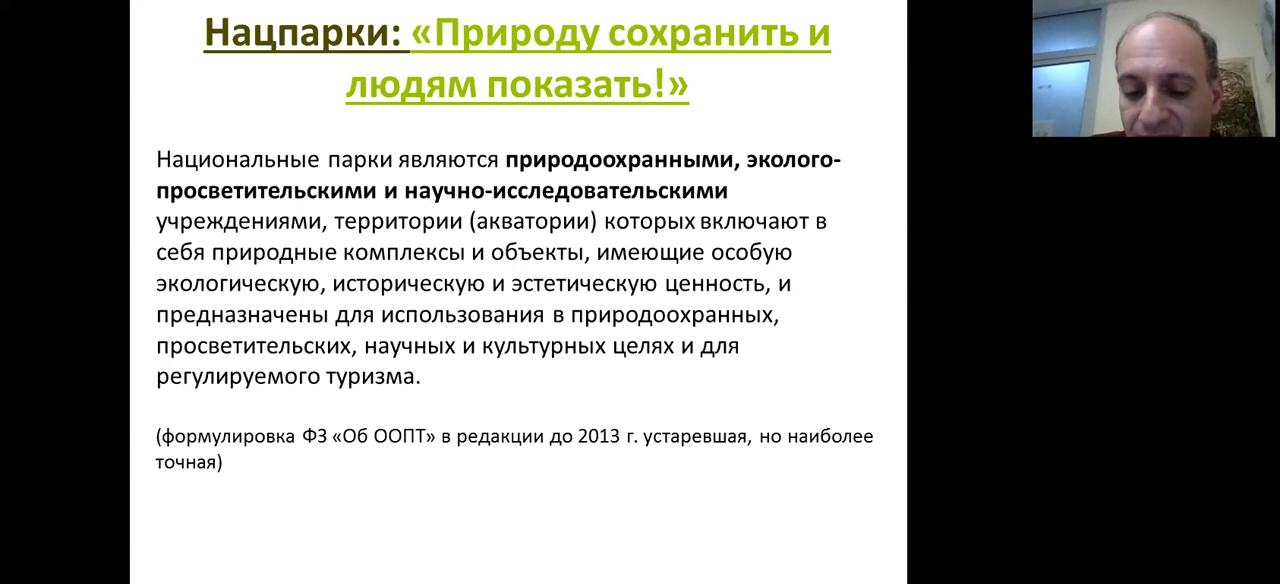 Нацпарки: «Природу сохранить и
людям показать!»
Национальные парки являются природоохранными, эколого-
просветительскими и научно-исследовательскими
учреждениями, территории (акватории) которых включают в
себя природные комплексы и объекты, имеющие особую
экологическую, историческую и эстетическую ценность, и
предназначены для использования в природоохранных,
просветительских, научных и культурных целях и для
регулируемого туризма.
(формулировка ФЗ «Об ООПТ» в редакции до 2013 г. устаревшая, но наиболее
точная)